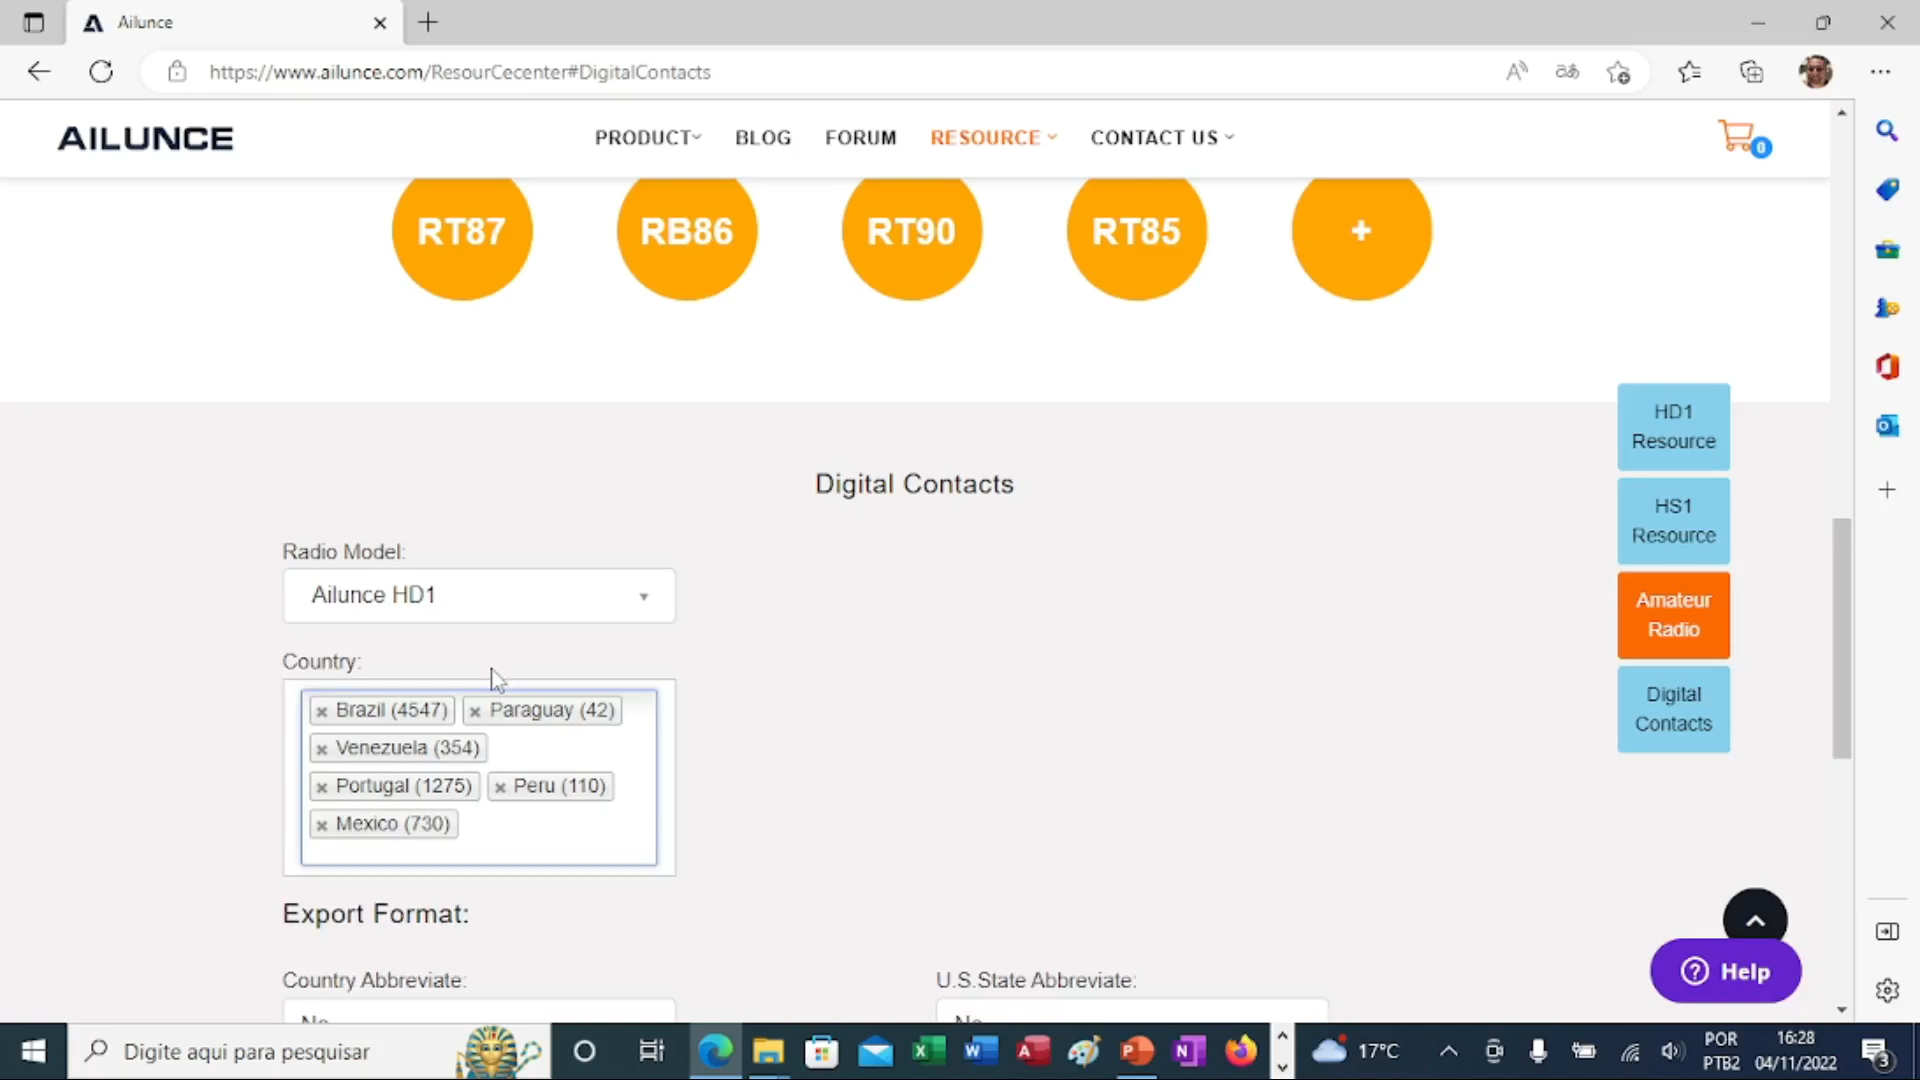 Ailunce
https://www.ailunce.com/ResourCecenter#DigitalContacts
AILUNCE
PRODUCT
BLOG
FORUM
RESOURCE
CONTACT US
0
RT87
RB86
RT90
RT85
+
HD1
Resource
HS1
Resource
Amateur
Radio
Digital
Contacts
Digital Contacts
Radio Model:
Ailunce HD1
Country:
× Brazil (4547) × Paraguay (42)
× Venezuela (354)
× Portugal (1275) × Peru (110)
× Mexico (730)
Export Format:
Country Abbreviate:
U.S.State Abbreviate:
No
No
Help
Digite aqui para pesquisar
17°C
POR
PTB2
16:28
04/11/2022
3